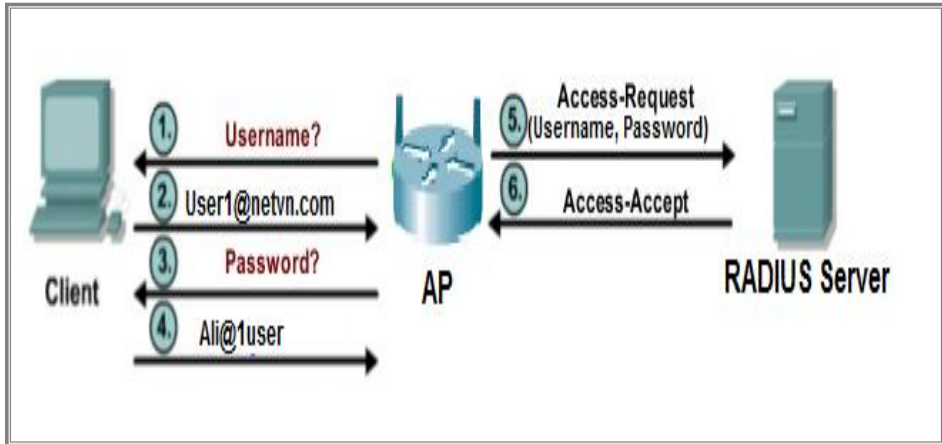 1.
Username?
2.
User1@netvn.com
3.
Password?
4.
Ali@1user
Client
AP
5.
Access-Request
(Username, Password)
6.
Access-Accept
RADIUS Server